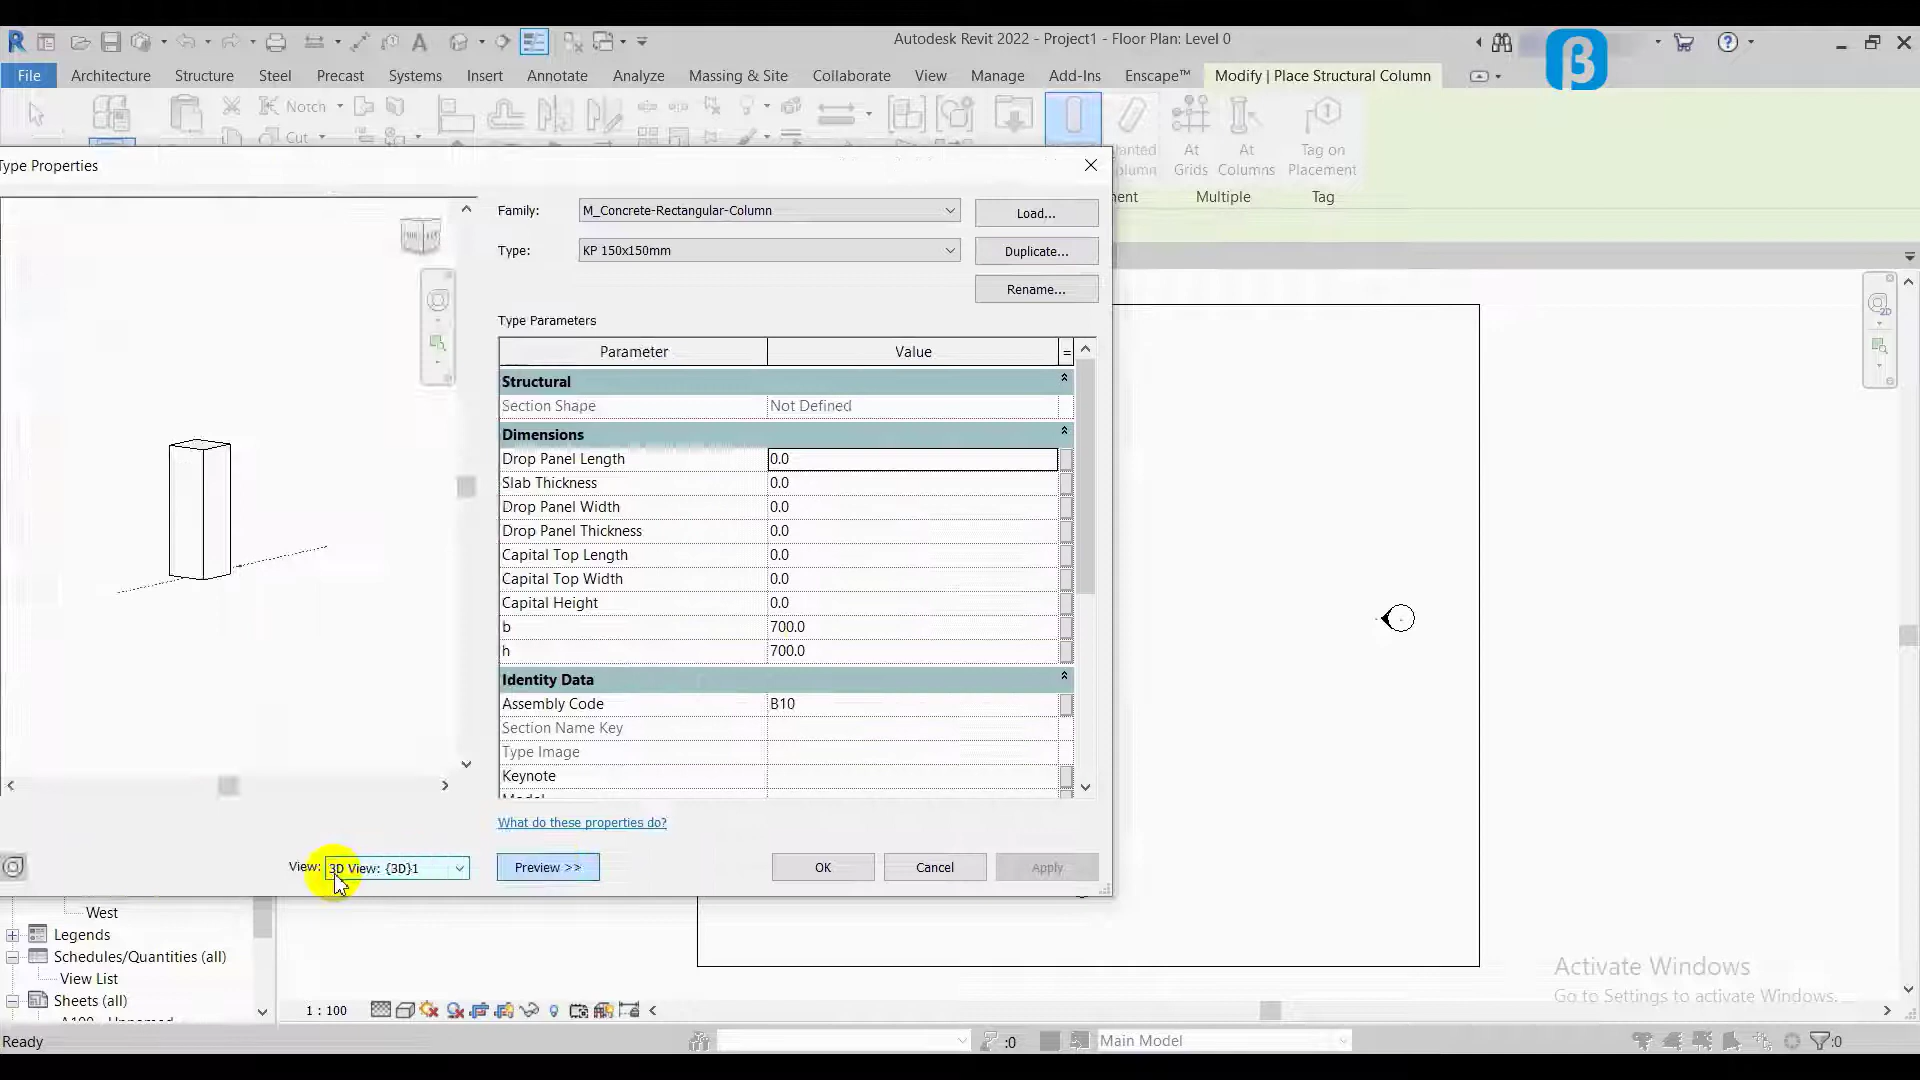 Autodesk Revit 2022 - Project1 - Floor Plan: Level 0
File Architecture Structure Steel Precast Systems Insert Annotate Analyze Massing & Site Collaborate View Manage Add-Ins Enscape™ Modify | Place Structural Column
Notch
Cut
At Grids
At Columns
Tag on Placement
Multiple
Tag
Type Properties
Family: M_Concrete-Rectangular-Column Load...
Type: KP 150x150mm Duplicate...
Rename...
Type Parameters
Parameter Value =
Structural
Section Shape Not Defined
Dimensions
Drop Panel Length 0.0
Slab Thickness 0.0
Drop Panel Width 0.0
Drop Panel Thickness 0.0
Capital Top Length 0.0
Capital Top Width 0.0
Capital Height 0.0
b 700.0
h 700.0
Identity Data
Assembly Code B10
Section Name Key
Type Image
Keynote
What do these properties do?
View: 3D View: {3D}1 Preview >> OK Cancel Apply
West
Legends
Schedules/Quantities (all)
View List
Sheets (all)
1 : 100
Activate Windows
Go to Settings to activate Windows.
Ready :0 Main Model :0